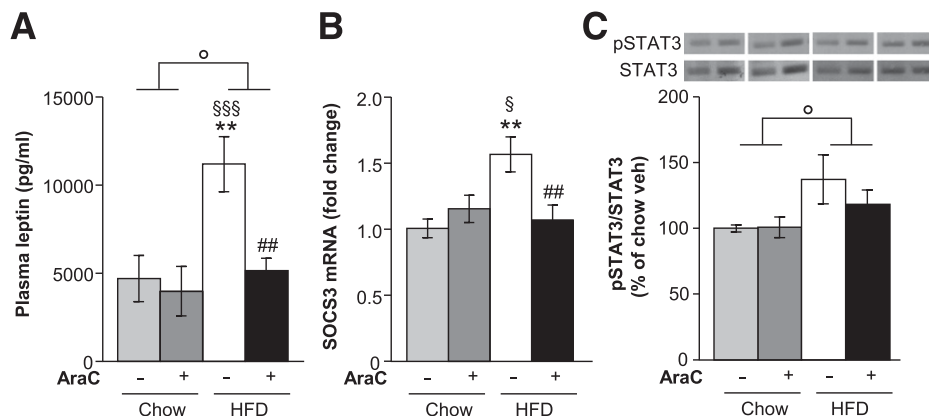 A
Plasma leptin (pg/ml)
15000
10000
5000
0
§§§
**
##
AraC - + - +
Chow HFD
B
SOCS3 mRNA (fold change)
2.0
1.5
1.0
0.5
0
§
**
##
AraC - + - +
Chow HFD
C
pSTAT3
STAT3
pSTAT3/STAT3
(% of chow veh)
200
150
100
50
0
AraC - + - +
Chow HFD